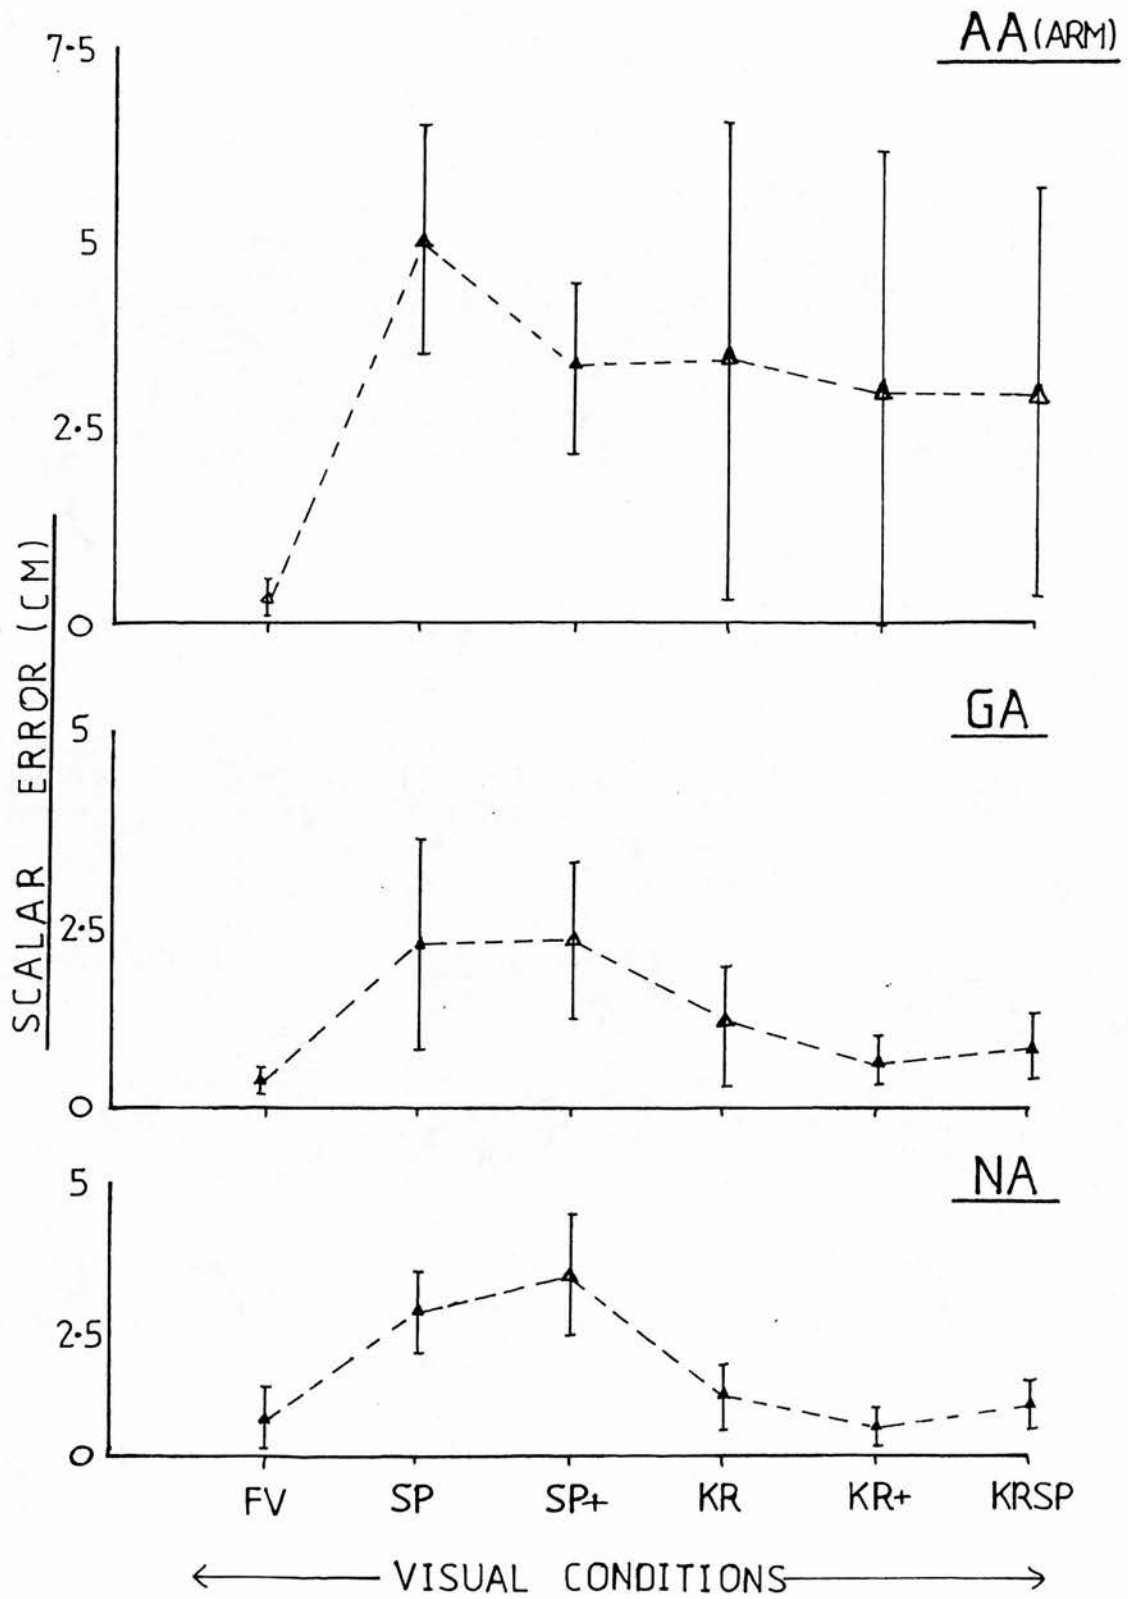 AA (ARM)
7·5
5
2·5
0
GA
5
2·5
0
NA
5
2·5
0
SCALAR ERROR (CM)
FV SP SP+ KR KR+ KRSP
VISUAL CONDITIONS